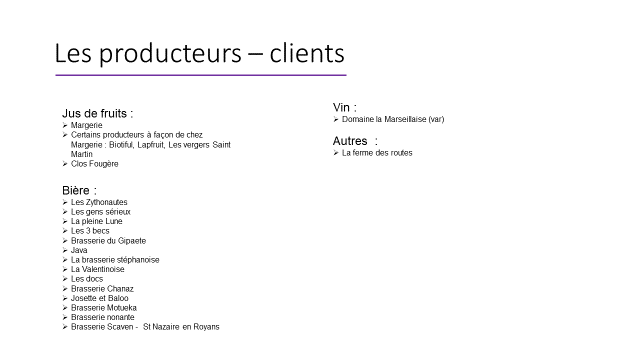 Les producteurs – clients
Jus de fruits :
➢ Margerie
➢ Certains producteurs à façon de chez
Margerie : Biotiful, Lapfruit, Les vergers Saint
Martin
➢ Clos Fougère
Bière :
➢ Les Zythonautes
➢ Les gens sérieux
➢ La pleine Lune
➢ Les 3 becs
➢ Brasserie du Gipaete
➢ Java
➢ La brasserie stéphanoise
➢ La Valentinoise
➢ Les docs
➢ Brasserie Chanaz
➢ Josette et Baloo
➢ Brasserie Motueka
➢ Brasserie nonante
➢ Brasserie Scaven - St Nazaire en Royans
Vin :
➢ Domaine la Marseillaise (var)
Autres :
➢ La ferme des routes